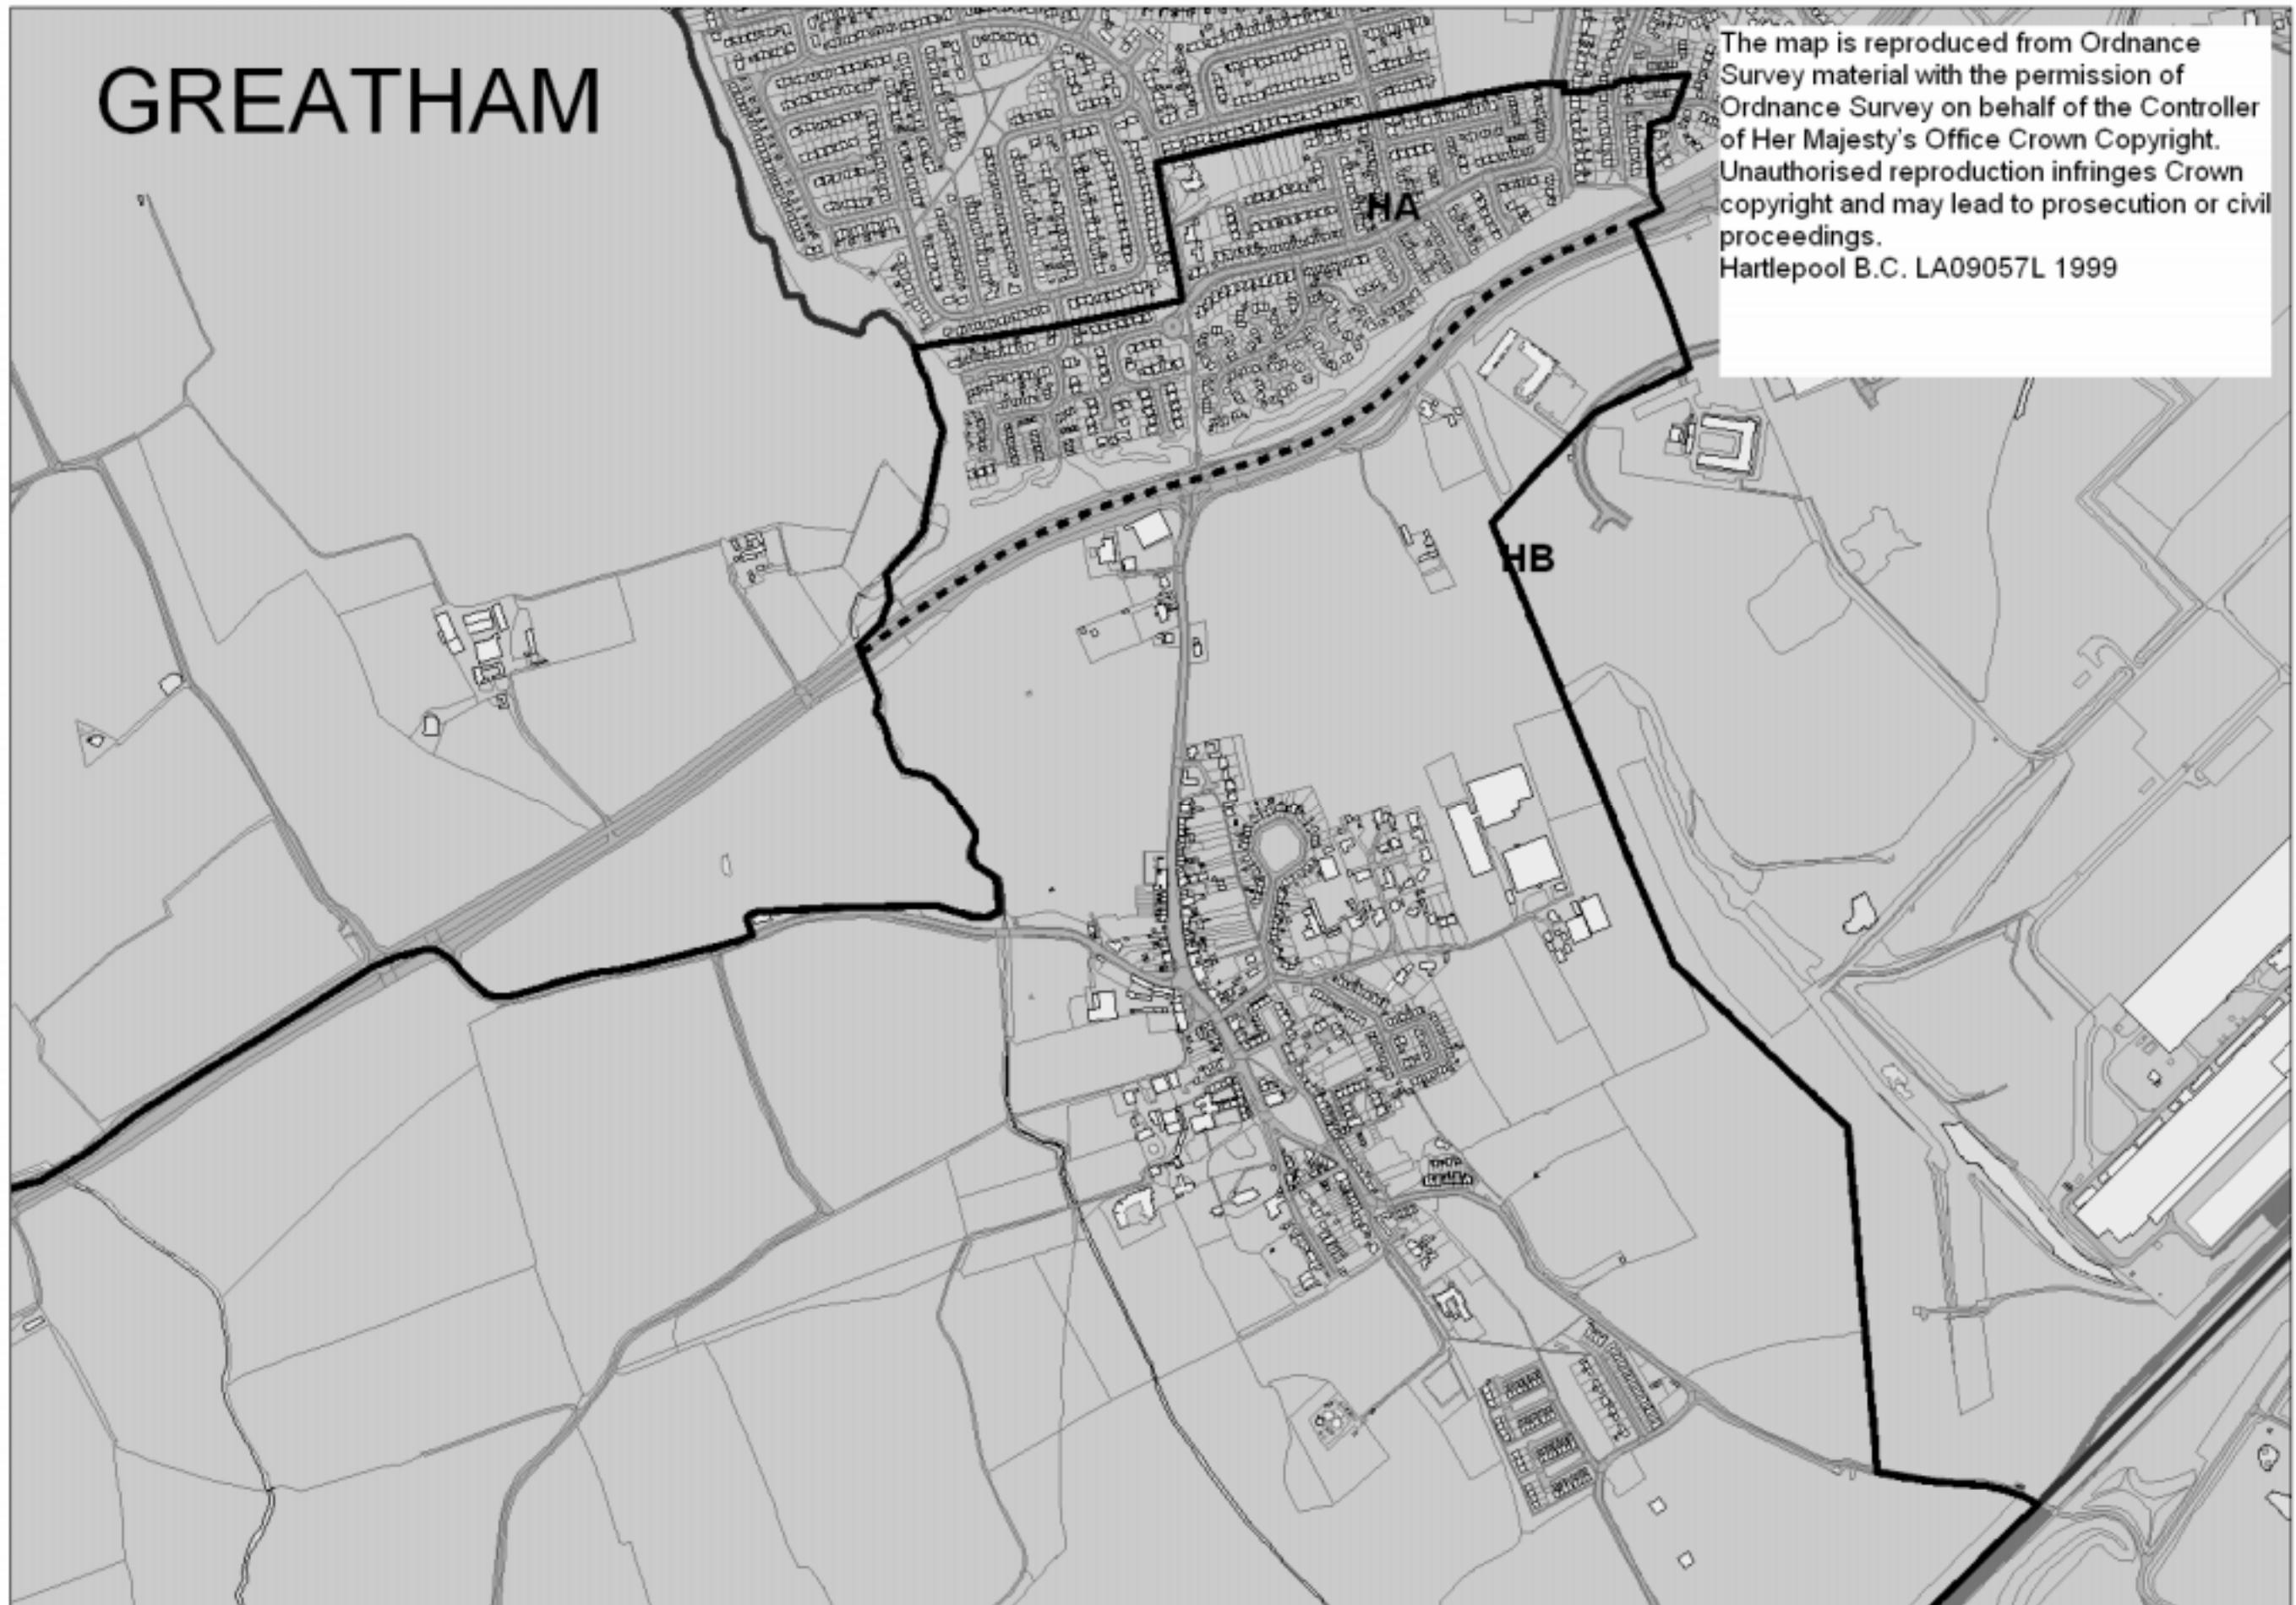 GREATHAM
The map is reproduced from Ordnance
Survey material with the permission of
Ordnance Survey on behalf of the Controller
of Her Majesty's Office Crown Copyright.
Unauthorised reproduction infringes Crown
copyright and may lead to prosecution or civil
proceedings.
Hartlepool B.C. LA09057L 1999
HA
HB